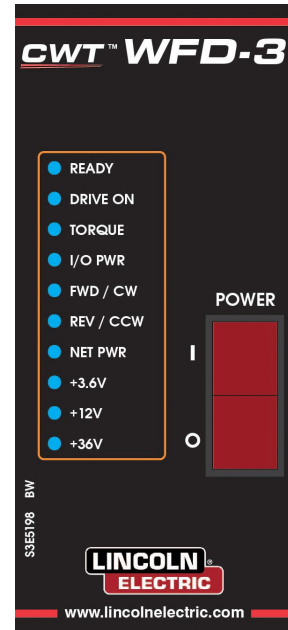 CWT™ WFD-3
READY
DRIVE ON
TORQUE
I/O PWR
FWD / CW
REV / CCW
NET PWR
+3.6V
+12V
+36V
POWER
I
O
S3E5198 BW
LINCOLN®
ELECTRIC
www.lincolnelectric.com